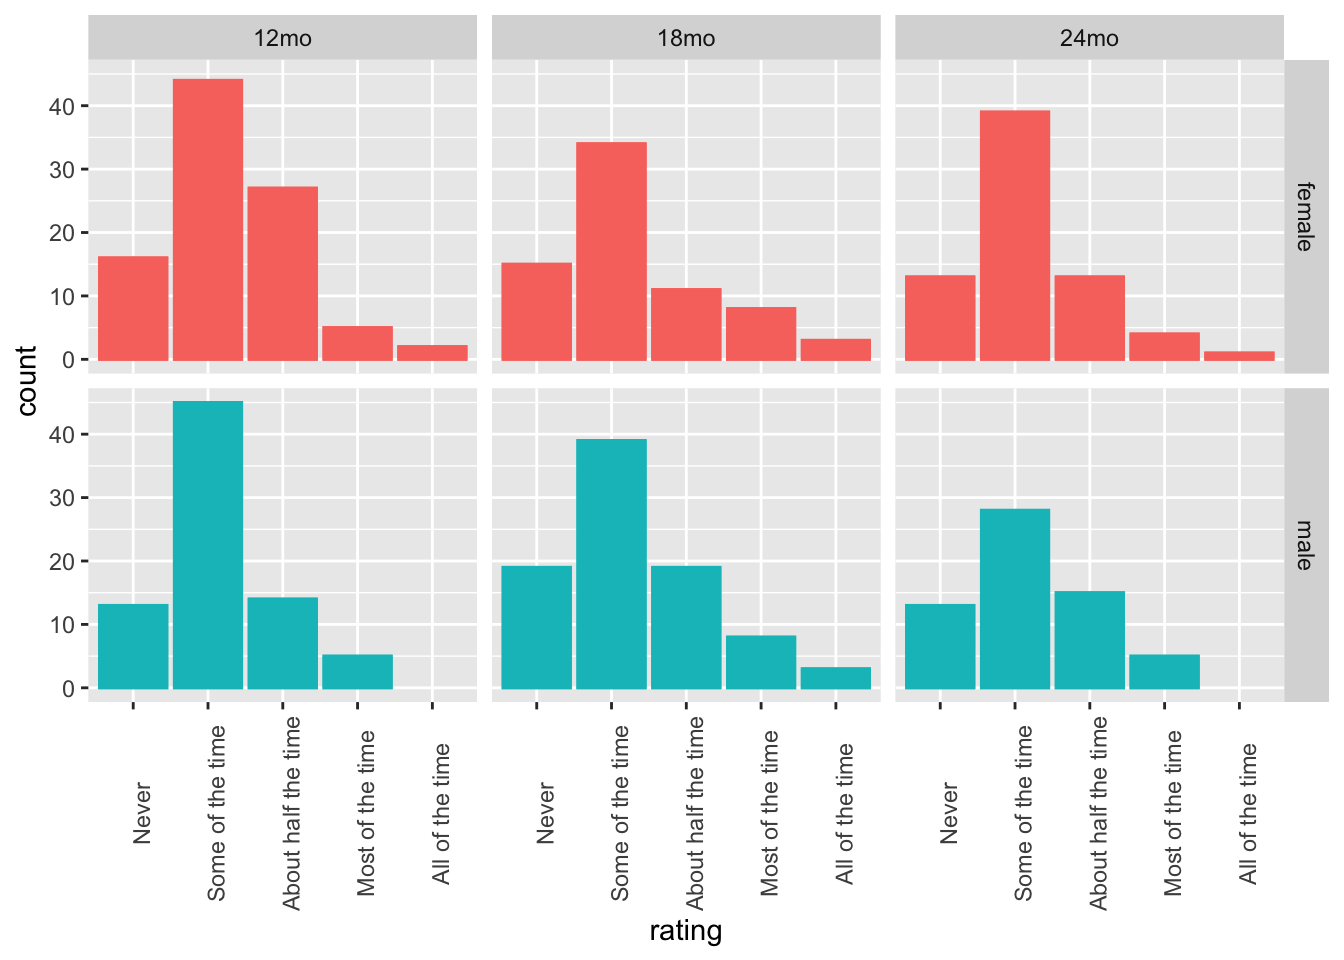 12mo 18mo 24mo
40
30
20
10
0
female
count
40
30
20
10
0
male
Never
Some of the time
About half the time
Most of the time
All of the time
Never
Some of the time
About half the time
Most of the time
All of the time
Never
Some of the time
About half the time
Most of the time
All of the time
rating